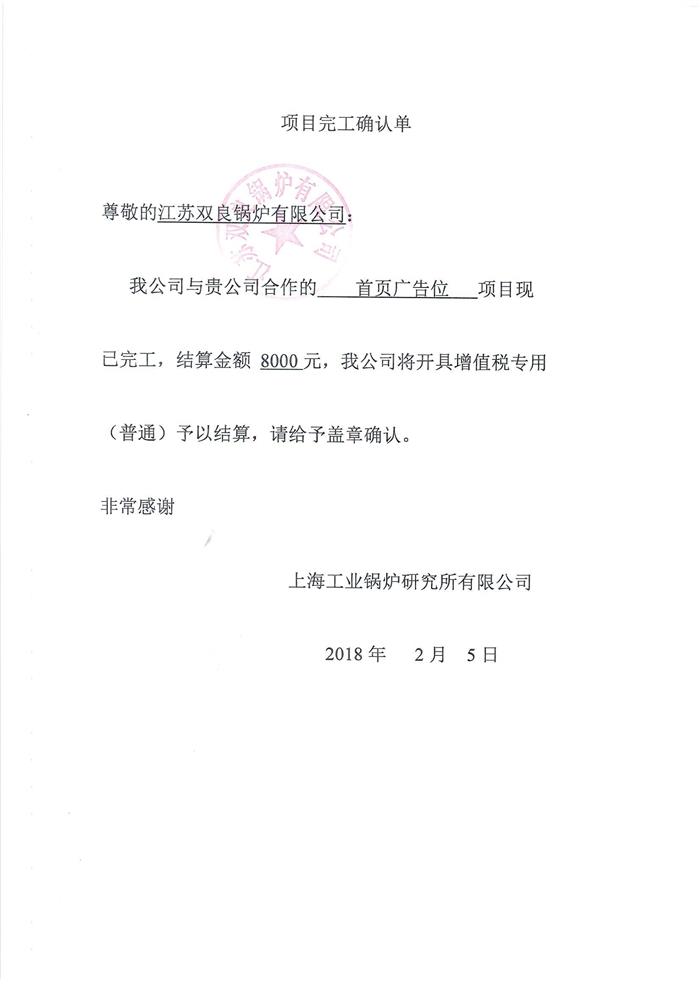 项目完工确认单
江苏双良锅炉有限公司
尊敬的江苏双良锅炉有限公司：
我公司与贵公司合作的 首页广告位 项目现
已完工，结算金额 8000 元，我公司将开具增值税专用
（普通）予以结算，请给予盖章确认。
非常感谢
上海工业锅炉研究所有限公司
2018 年 2 月 5 日